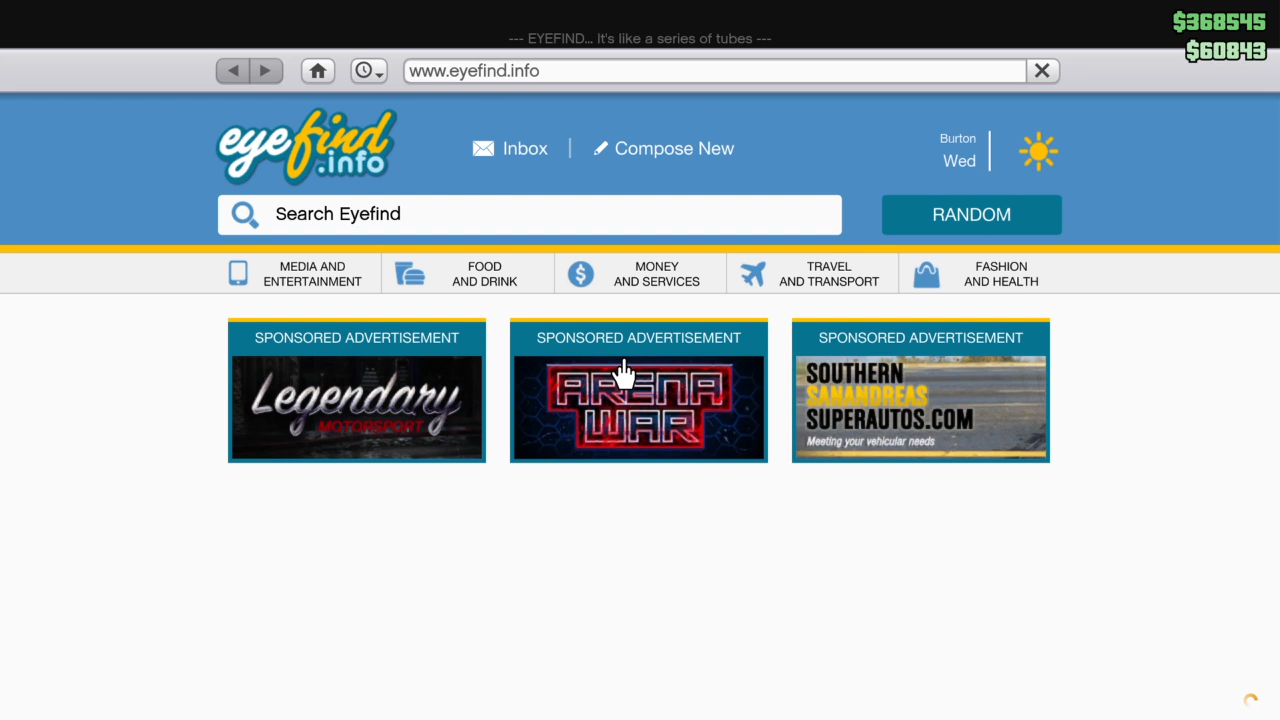 $368545
--- EYEFIND... It's like a series of tubes ---
$60843
www.eyefind.info
eyefind
.info
Inbox
Compose New
Burton
Wed
Search Eyefind
RANDOM
MEDIA AND
ENTERTAINMENT
FOOD
AND DRINK
MONEY
AND SERVICES
TRAVEL
AND TRANSPORT
FASHION
AND HEALTH
SPONSORED ADVERTISEMENT
Legendary
MOTORSPORT
SPONSORED ADVERTISEMENT
ARENA
WAR
SPONSORED ADVERTISEMENT
SOUTHERN
SANANDREAS
SUPERAUTOS.COM
Meeting your vehicular needs